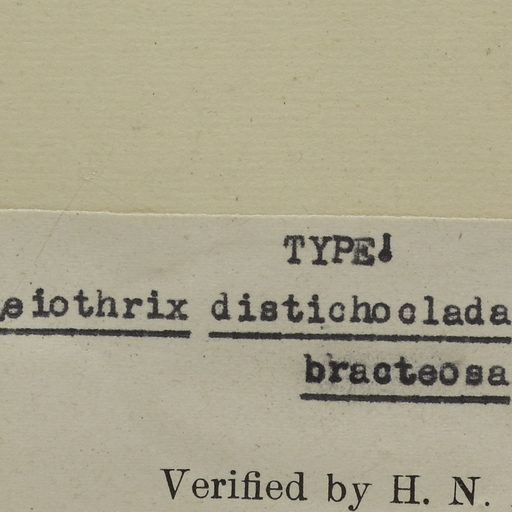 TYPE!
eiothrix distichoclada
bracteosa
Verified by H. N.